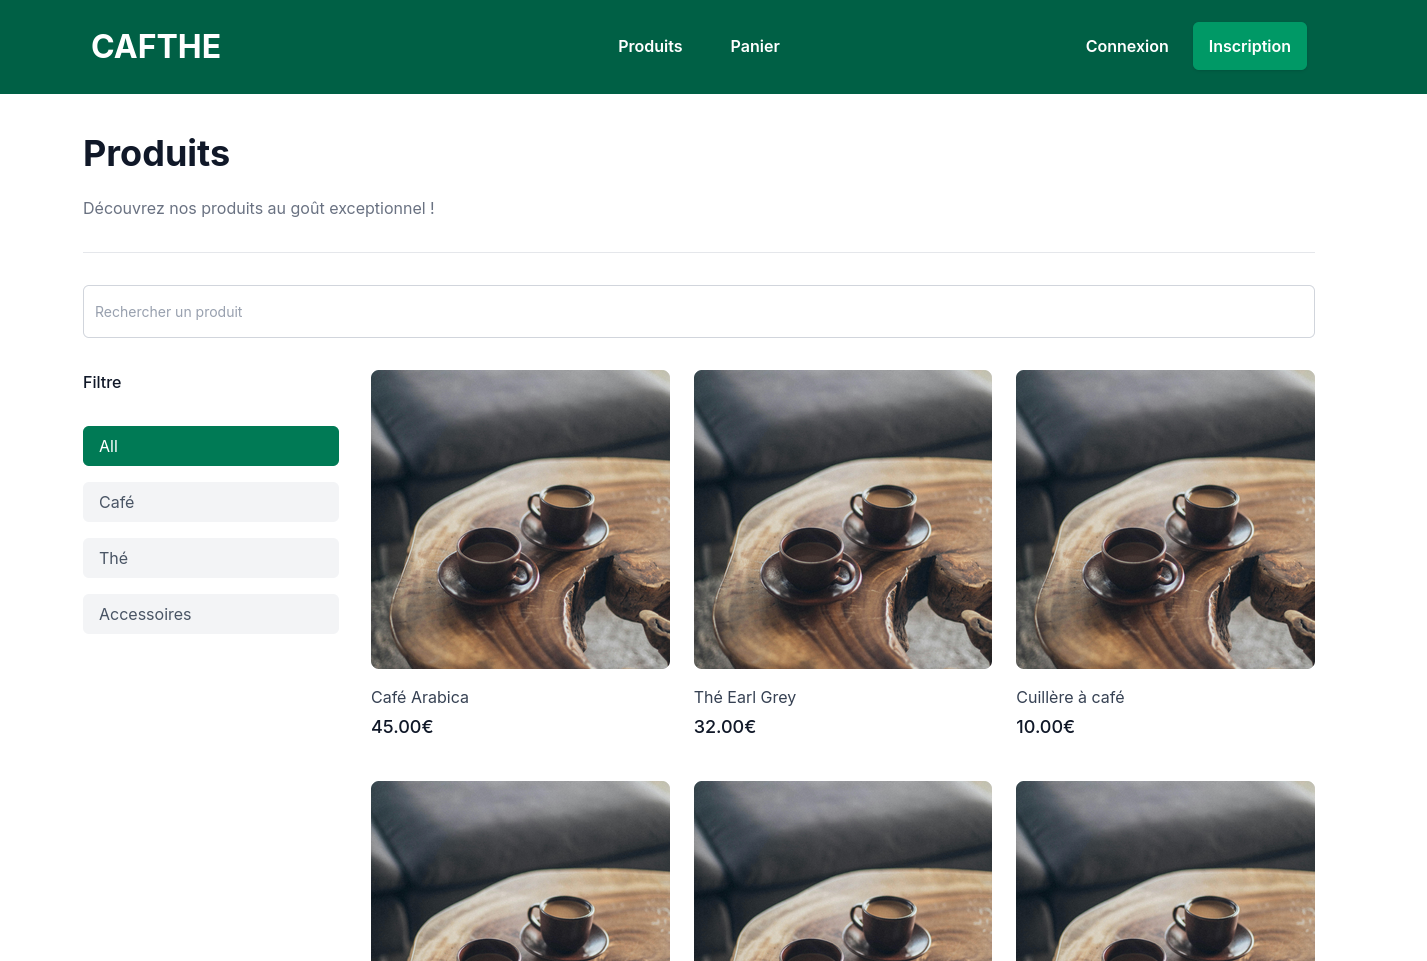 CAFTHE
Produits
Panier
Connexion
Inscription
Produits
Découvrez nos produits au goût exceptionnel !
Rechercher un produit
Filtre
All
Café
Thé
Accessoires
Café Arabica
45.00€
Thé Earl Grey
32.00€
Cuillère à café
10.00€